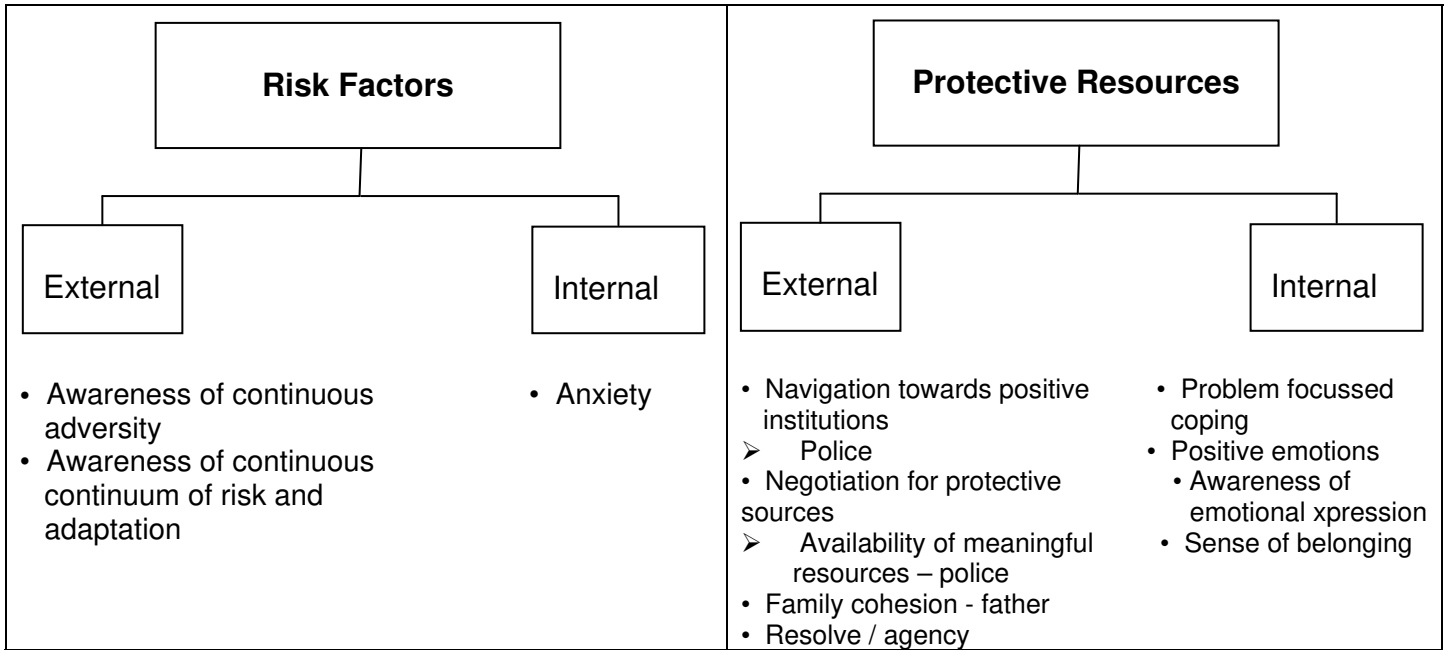 Risk Factors
External
Internal
• Awareness of continuous
adversity
• Awareness of continuous
continuum of risk and
adaptation
• Anxiety
Protective Resources
External
Internal
• Navigation towards positive
institutions
➢ Police
• Negotiation for protective
sources
➢ Availability of meaningful
resources – police
• Family cohesion - father
• Resolve / agency
• Problem focussed
coping
• Positive emotions
• Awareness of
emotional xpression
• Sense of belonging